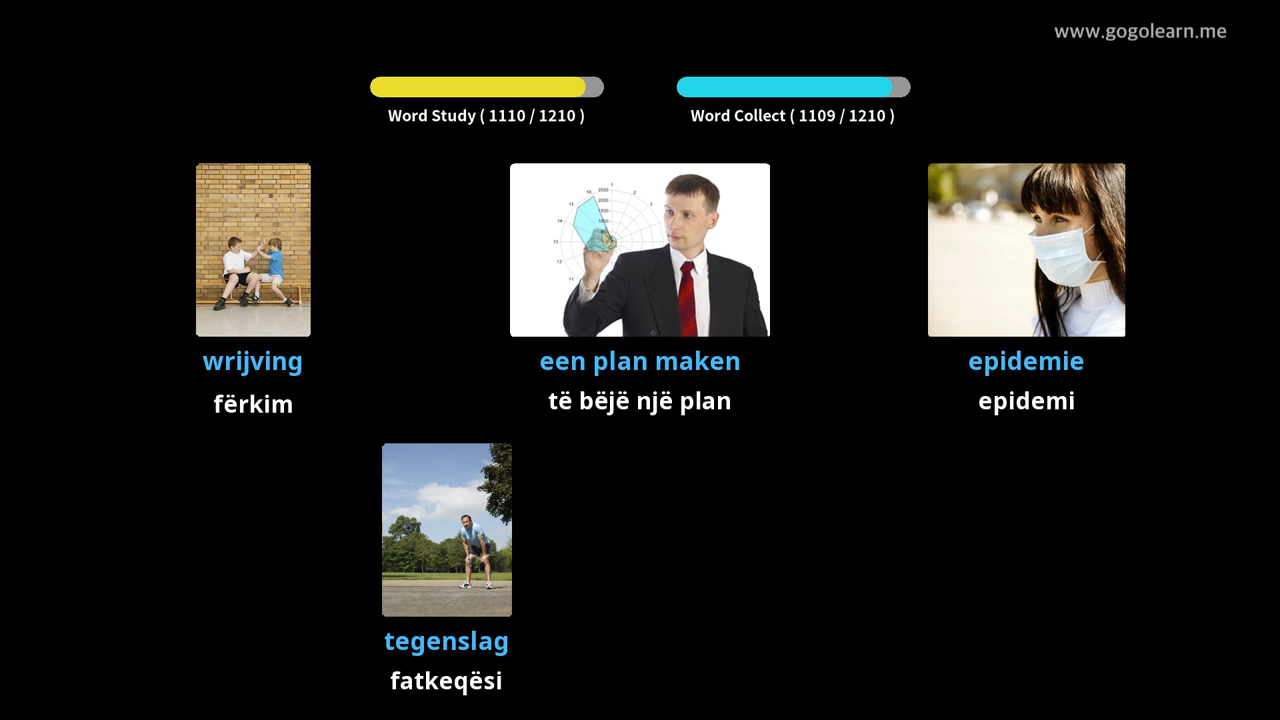 www.gogolearn.me
Word Study ( 1110 / 1210 )
Word Collect ( 1109 / 1210 )
wrijving
een plan maken
epidemie
fërkim
të bëjë një plan
epidemi
tegenslag
fatkeqësi